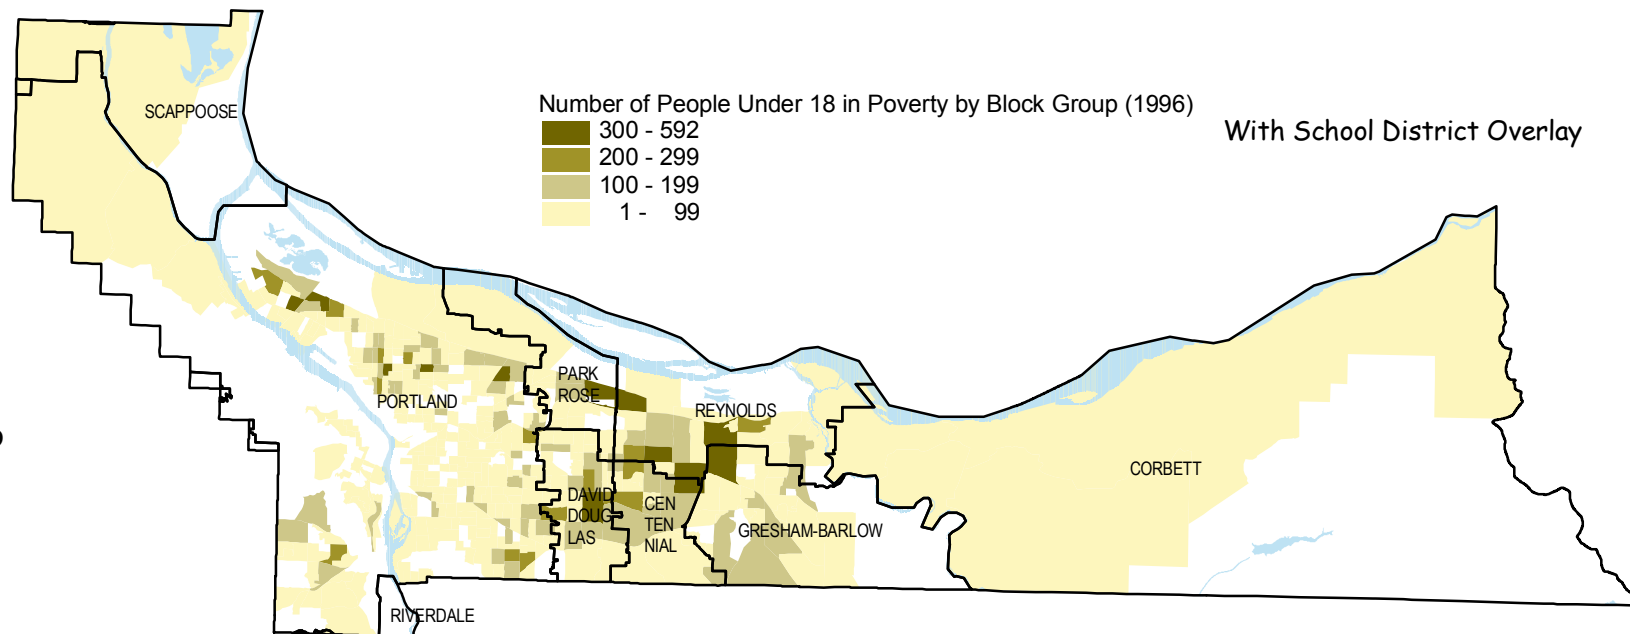 Number of People Under 18 in Poverty by Block Group (1996)
300 - 592
200 - 299
100 - 199
1 - 99
With School District Overlay
SCAPPOOSE
PORTLAND
PARK
ROSE
REYNOLDS
DAVID
DOUG
LAS
CEN
TEN
NIAL
GRESHAM-BARLOW
CORBETT
RIVERDALE